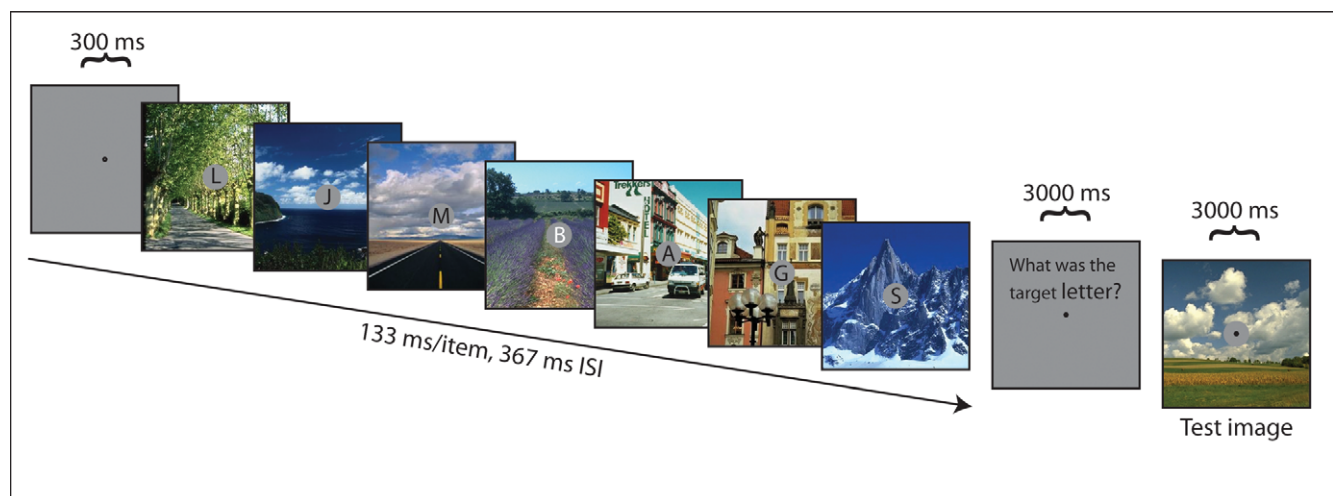 300 ms
L
J
M
B
Trekkers
HOTEL
A
G
S
133 ms/item, 367 ms ISI
3000 ms
What was the
target letter?
3000 ms
Test image